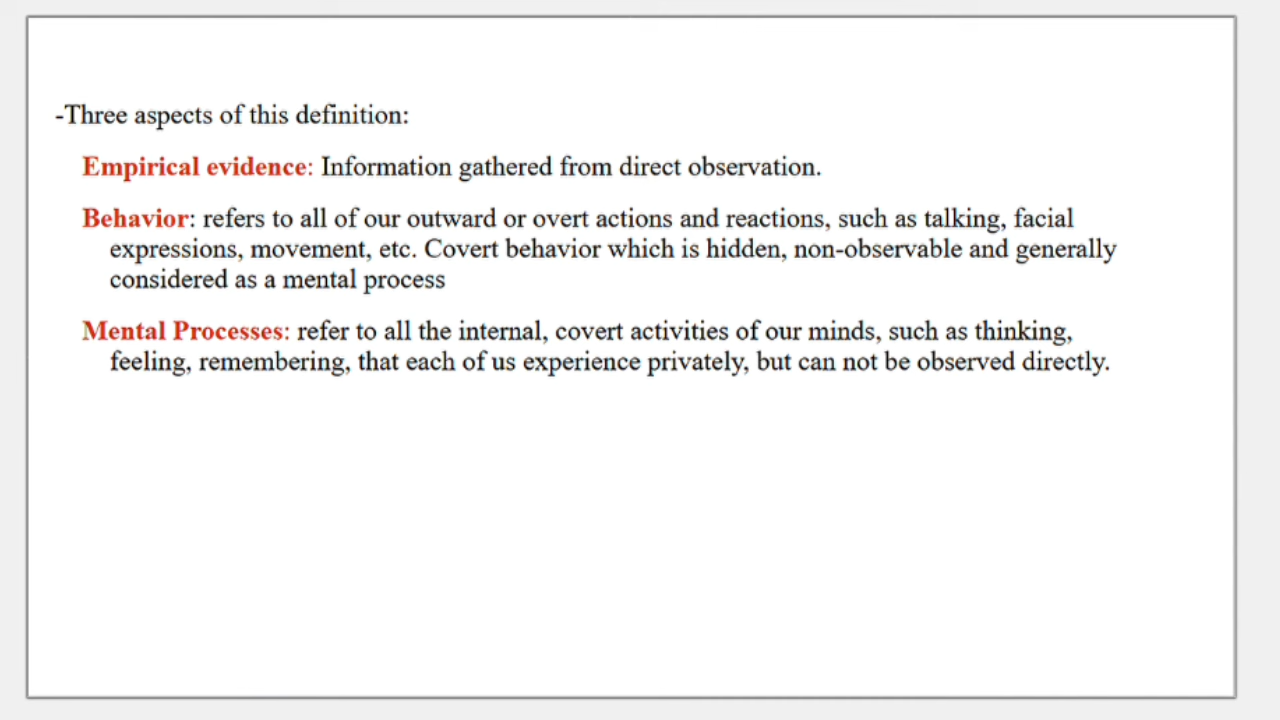 -Three aspects of this definition:
Empirical evidence: Information gathered from direct observation.
Behavior: refers to all of our outward or overt actions and reactions, such as talking, facial
expressions, movement, etc. Covert behavior which is hidden, non-observable and generally
considered as a mental process
Mental Processes: refer to all the internal, covert activities of our minds, such as thinking,
feeling, remembering, that each of us experience privately, but can not be observed directly.